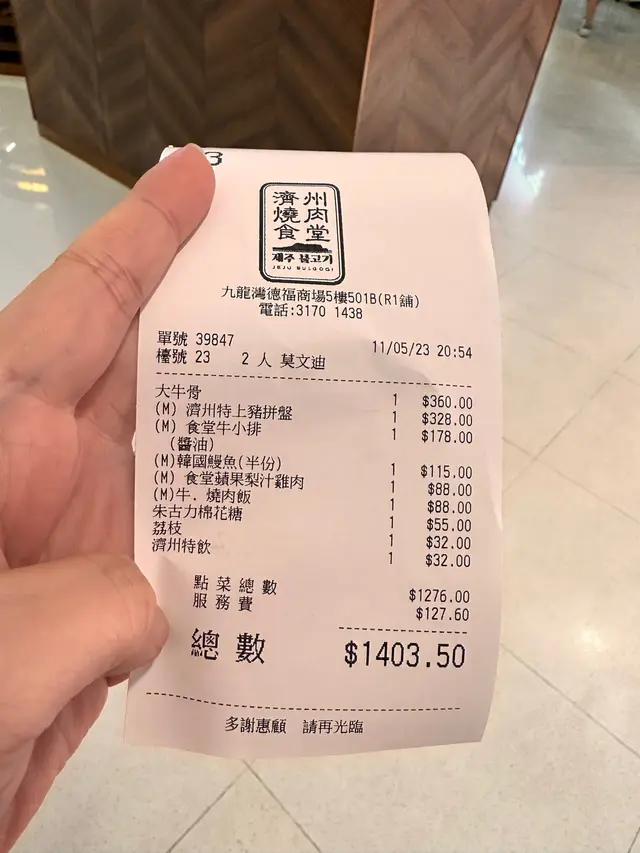 3
濟州
燒肉
食堂
제주 불고기
JEJU BULGOGI
九龍灣德福商場5樓501B(R1舖)
電話:3170 1438
單號 39847 11/05/23 20:54
檯號 23 2 人 莫文迪
大牛骨 1 $360.00
(M) 濟州特上豬拼盤 1 $328.00
(M) 食堂牛小排 1 $178.00
(醬油)
(M)韓國鰻魚(半份) 1 $115.00
(M) 食堂蘋果梨汁雞肉 1 $88.00
(M)牛. 燒肉飯 1 $88.00
朱古力棉花糖 1 $55.00
荔枝 1 $32.00
濟州特飲 1 $32.00
點菜總數 $1276.00
服務費 $127.60
總數 $1403.50
多謝惠顧 請再光臨